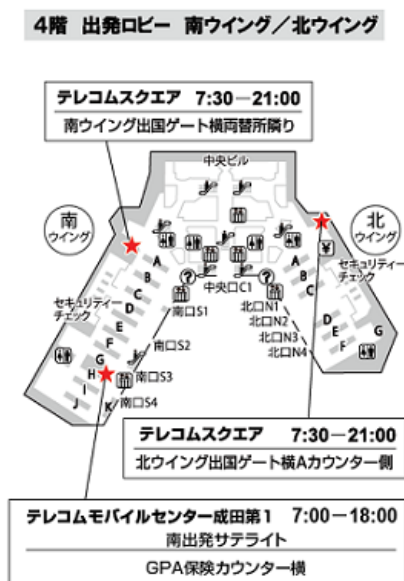 4階 出発ロビー 南ウイング／北ウイング
テレコムスクエア 7:30－21:00
南ウイング出国ゲート横両替所隣り
中央ビル
南
ウイング
北
ウイング
¥
セキュリティー
チェック
セキュリティー
チェック
A
B
C
D
E
F
G
H
I
J
K
A
B
C
D
E
F
G
?
?
中央口C1
南口S1
南口S2
南口S3
南口S4
北口N1
北口N2
北口N3
北口N4
テレコムスクエア 7:30－21:00
北ウイング出国ゲート横Aカウンター側
テレコムモバイルセンター成田第1 7:00－18:00
南出発サテライト
GPA保険カウンター横